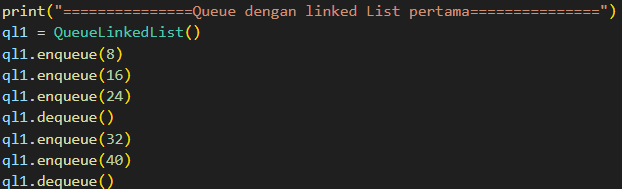 print("===============Queue dengan linked List pertama===============")
ql1 = QueueLinkedList()
ql1.enqueue(8)
ql1.enqueue(16)
ql1.enqueue(24)
ql1.dequeue()
ql1.enqueue(32)
ql1.enqueue(40)
ql1.dequeue()